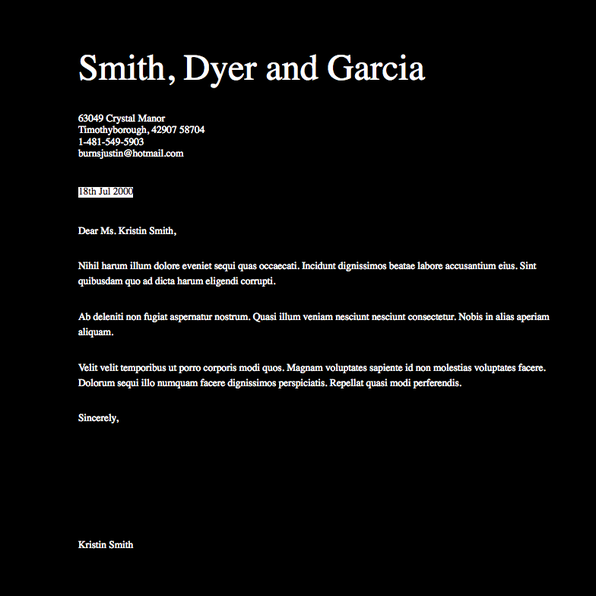 Smith, Dyer and Garcia
63049 Crystal Manor
Timothyborough, 42907 58704
1-481-549-5903
burnsjustin@hotmail.com
18th Jul 2000
Dear Ms. Kristin Smith,
Nihil harum illum dolore eveniet sequi quas occaecati. Incidunt dignissimos beatae labore accusantium eius. Sint
quibusdam quo ad dicta harum eligendi corrupti.
Ab deleniti non fugiat aspernatur nostrum. Quasi illum veniam nesciunt nesciunt consectetur. Nobis in alias aperiam
aliquam.
Velit velit temporibus ut porro corporis modi quos. Magnam voluptates sapiente id non molestias voluptates facere.
Dolorum sequi illo numquam facere dignissimos perspiciatis. Repellat quasi modi perferendis.
Sincerely,
Kristin Smith